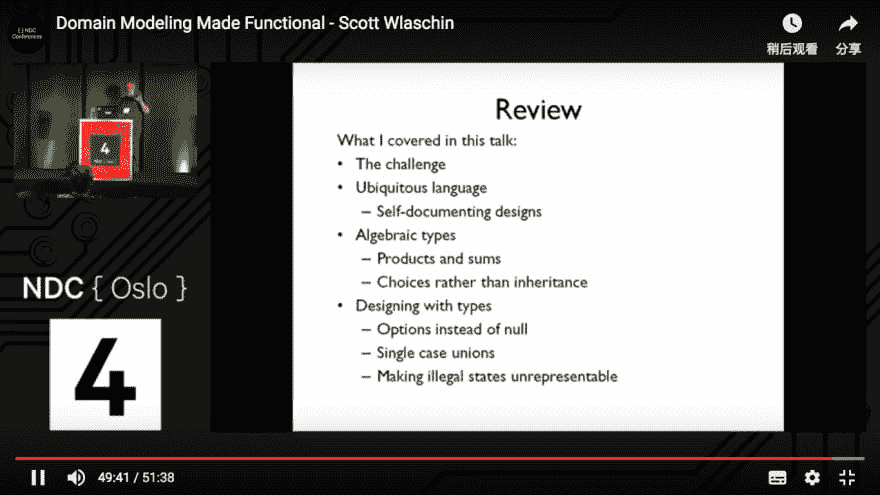 { } NDC
Conferences
Domain Modeling Made Functional - Scott Wlaschin
稍后观看
分享
4
NDC { Oslo }
4
Review
What I covered in this talk:
• The challenge
• Ubiquitous language
– Self-documenting designs
• Algebraic types
– Products and sums
– Choices rather than inheritance
• Designing with types
– Options instead of null
– Single case unions
– Making illegal states unrepresentable
49:41 / 51:38